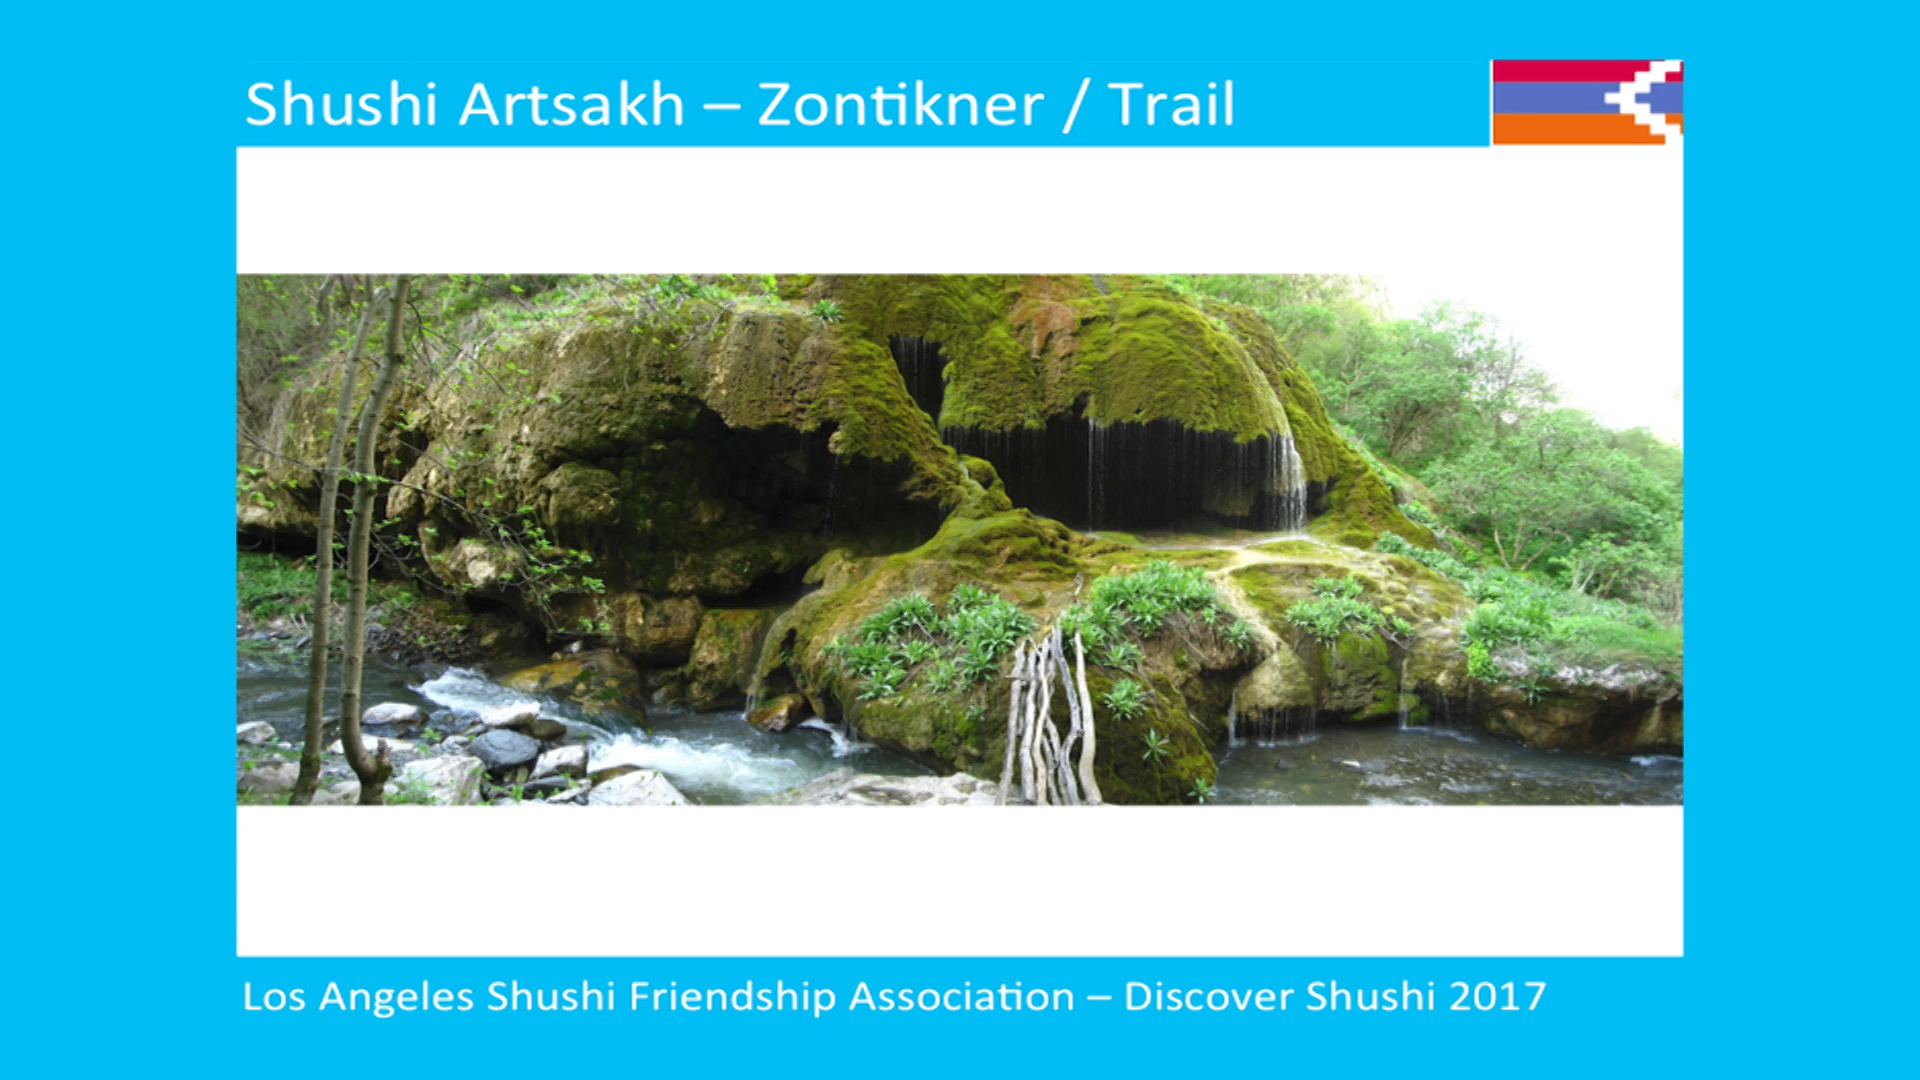 Shushi Artsakh – Zontikner / Trail
Los Angeles Shushi Friendship Association – Discover Shushi 2017